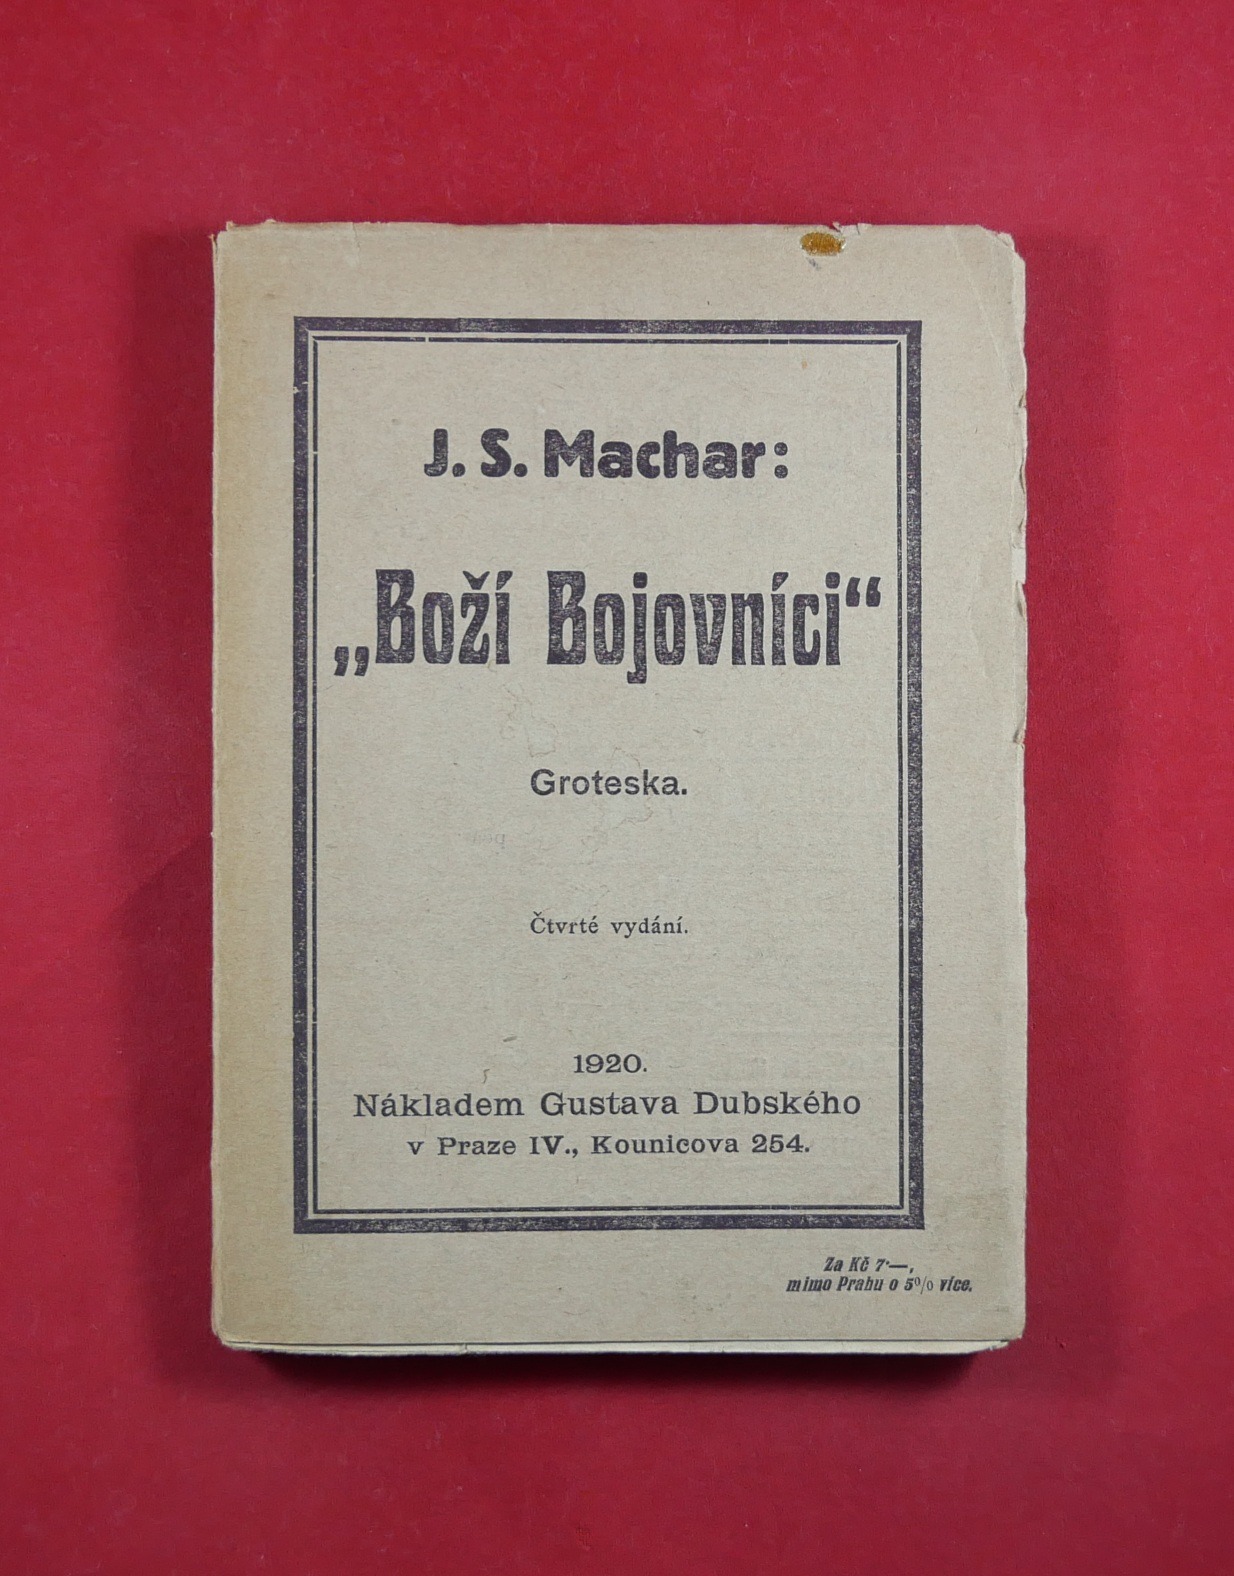 J. S. Machar:
„Boží Bojovníci“
Groteska.
Čtvrté vydání.
1920.
Nákladem Gustava Dubského
v Praze IV., Kounicova 254.
Za Kč 7·—,
mimo Prahu o 5% více.